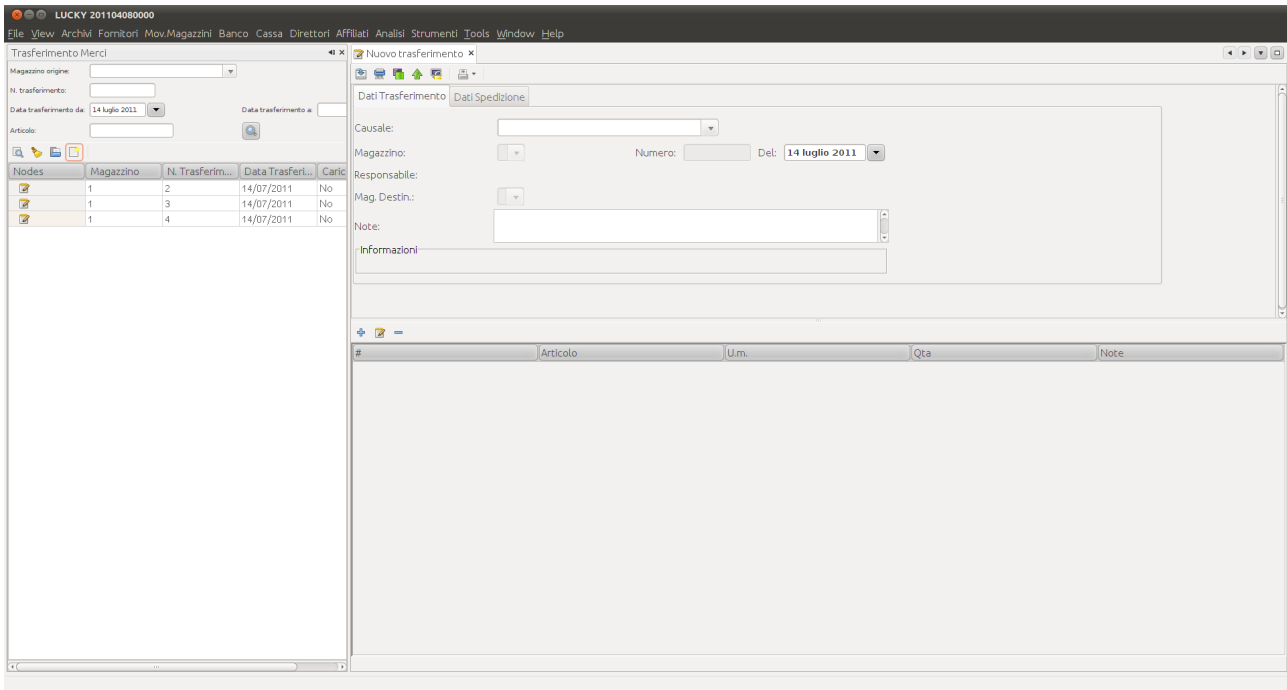 LUCKY 201104080000
File View Archivi Fornitori Mov.Magazzini Banco Cassa Direttori Affiliati Analisi Strumenti Tools Window Help
Trasferimento Merci
Nuovo trasferimento
Magazzino origine:
N. trasferimento:
Data trasferimento da: 14 luglio 2011 Data trasferimento a:
Articolo:
Nodes Magazzino N. Trasferim... Data Trasferi... Caric
1 2 14/07/2011 No
1 3 14/07/2011 No
1 4 14/07/2011 No
Dati Trasferimento Dati Spedizione
Causale:
Magazzino: Numero: Del: 14 luglio 2011
Responsabile:
Mag. Destin.:
Note:
Informazioni
# Articolo U.m. Qta Note